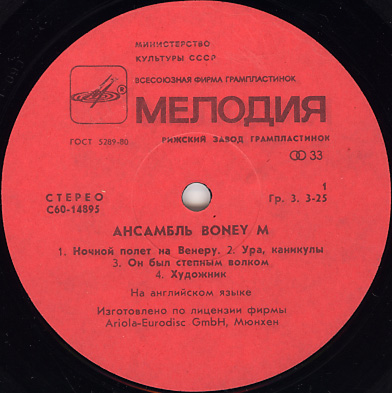 МИНИСТЕРСТВО
КУЛЬТУРЫ СССР
ВСЕСОЮЗНАЯ ФИРМА ГРАМПЛАСТИНОК
МЕЛОДИЯ
ГОСТ 5289-80
РИЖСКИЙ ЗАВОД ГРАМПЛАСТИНОК
33
СТЕРЕО
С60-14895
1
Гр. 3. 3-25
АНСАМБЛЬ BONEY M
1. Ночной полет на Венеру. 2. Ура, каникулы
3. Он был степным волком
4. Художник
На английском языке
Изготовлено по лицензии фирмы
Ariola-Eurodisc GmbH, Мюнхен